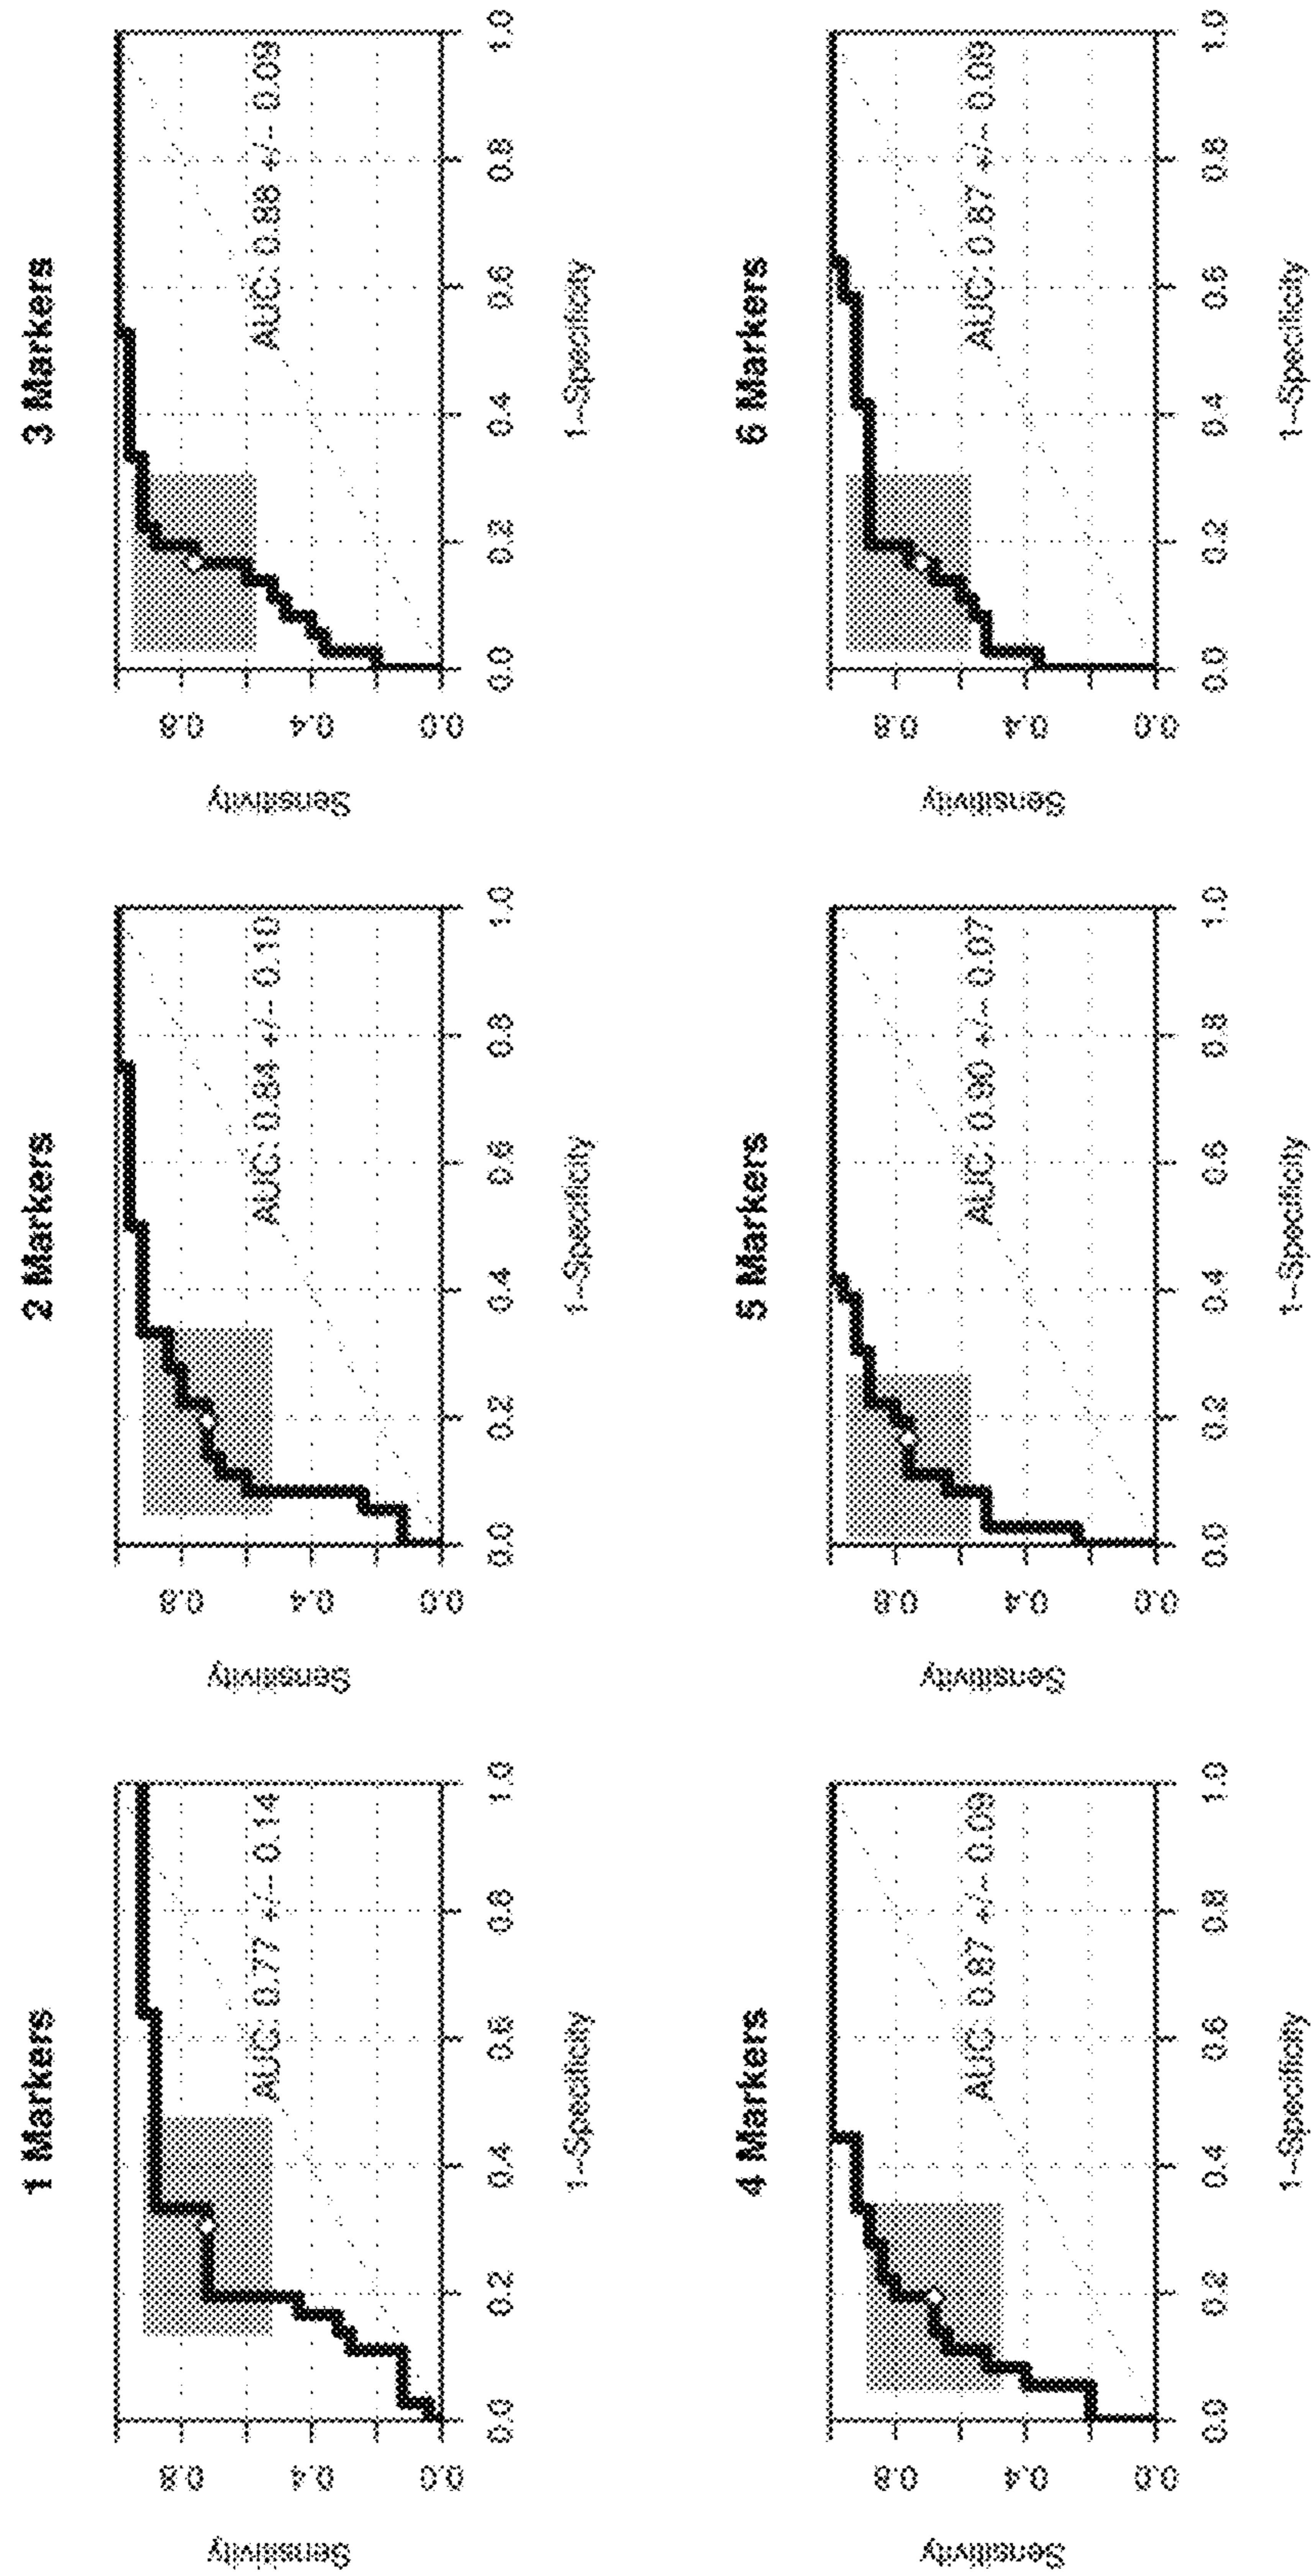 1 Markers
Sensitivity
0.8
0.4
0.0
AUC: 0.77 +/- 0.14
0.0 0.2 0.4 0.6 0.8 1.0
1-Specificity
2 Markers
Sensitivity
0.8
0.4
0.0
AUC: 0.84 +/- 0.10
0.0 0.2 0.4 0.6 0.8 1.0
1-Specificity
3 Markers
Sensitivity
0.8
0.4
0.0
AUC: 0.88 +/- 0.09
0.0 0.2 0.4 0.6 0.8 1.0
1-Specificity
4 Markers
Sensitivity
0.8
0.4
0.0
AUC: 0.87 +/- 0.09
0.0 0.2 0.4 0.6 0.8 1.0
1-Specificity
5 Markers
Sensitivity
0.8
0.4
0.0
AUC: 0.90 +/- 0.07
0.0 0.2 0.4 0.6 0.8 1.0
1-Specificity
6 Markers
Sensitivity
0.8
0.4
0.0
AUC: 0.87 +/- 0.09
0.0 0.2 0.4 0.6 0.8 1.0
1-Specificity